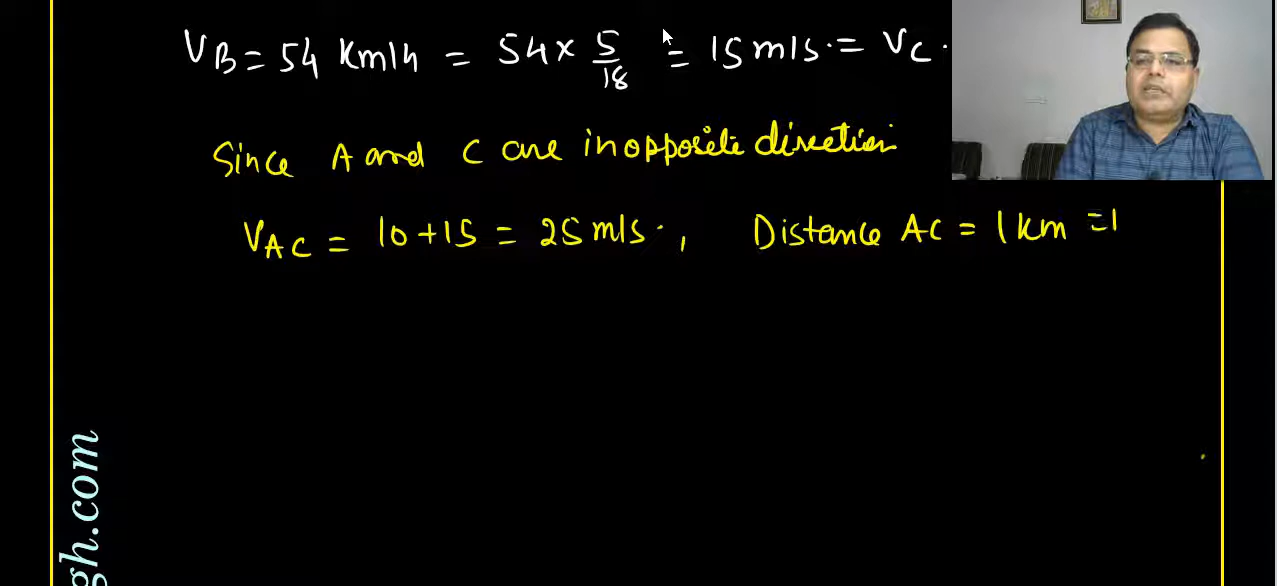 VB = 54 Km/h = 54 × 5/18 = 15 m/s. = VC.
Since A and C are in opposite direction
VAC = 10 + 15 = 25 m/s. , Distance AC = 1 Km = 1
gh.com